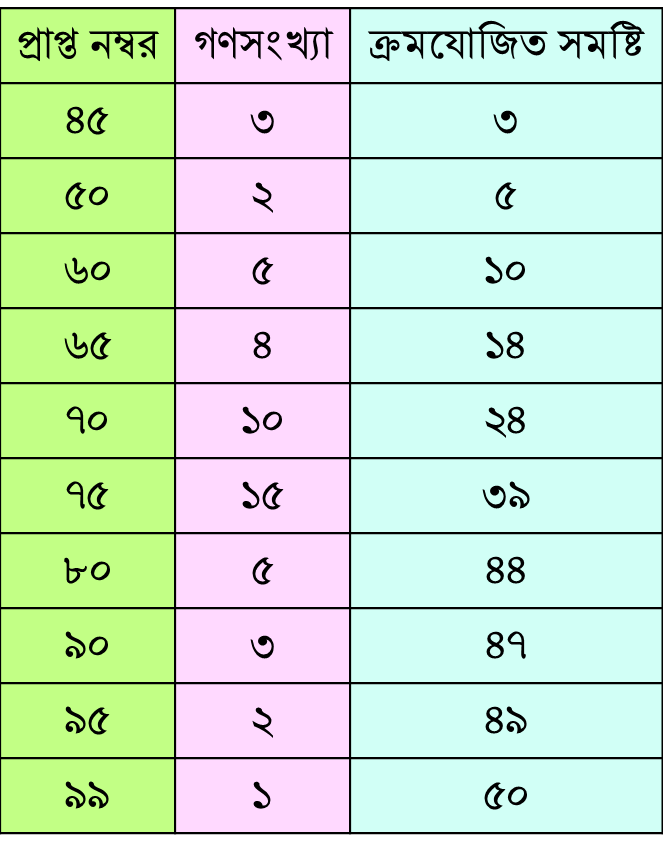 প্রাপ্ত নম্বর গণসংখ্যা ক্রমযোজিত সমষ্টি
৪৫ ৩ ৩
৫০ ২ ৫
৬০ ৫ ১০
৬৫ ৪ ১৪
৭০ ১০ ২৪
৭৫ ১৫ ৩৯
৮০ ৫ ৪৪
৯০ ৩ ৪৭
৯৫ ২ ৪৯
৯৯ ১ ৫০